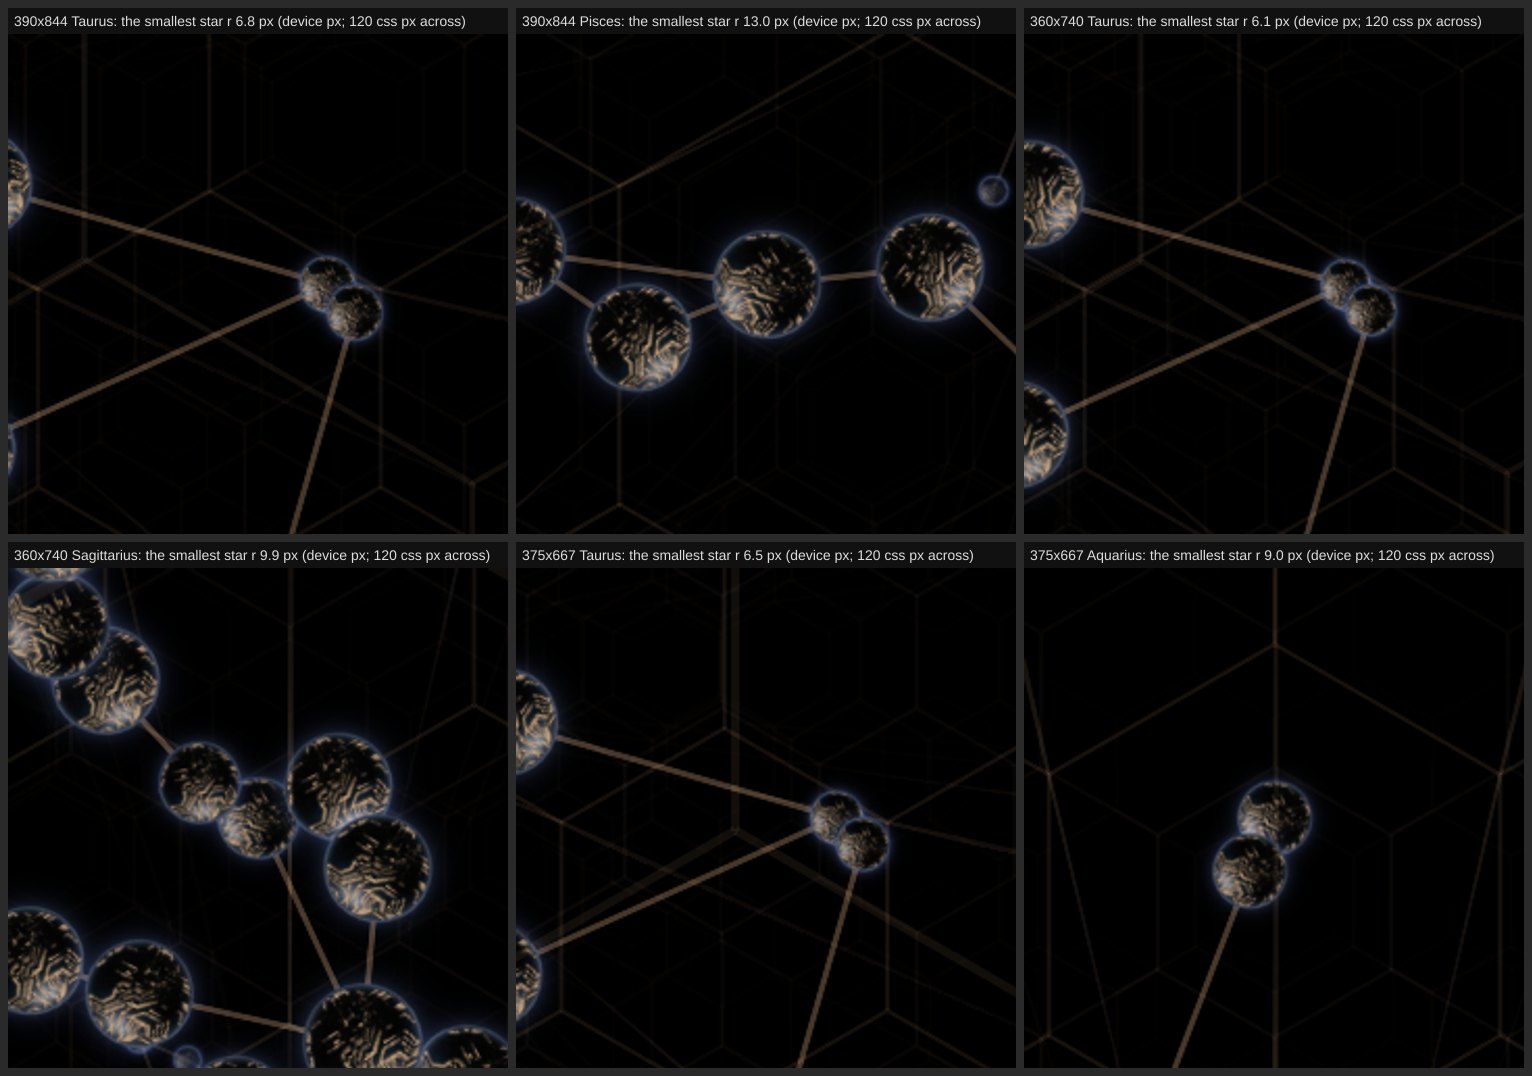 390x844 Taurus: the smallest star r 6.8 px (device px; 120 css px across)
390x844 Pisces: the smallest star r 13.0 px (device px; 120 css px across)
360x740 Taurus: the smallest star r 6.1 px (device px; 120 css px across)
360x740 Sagittarius: the smallest star r 9.9 px (device px; 120 css px across)
375x667 Taurus: the smallest star r 6.5 px (device px; 120 css px across)
375x667 Aquarius: the smallest star r 9.0 px (device px; 120 css px across)